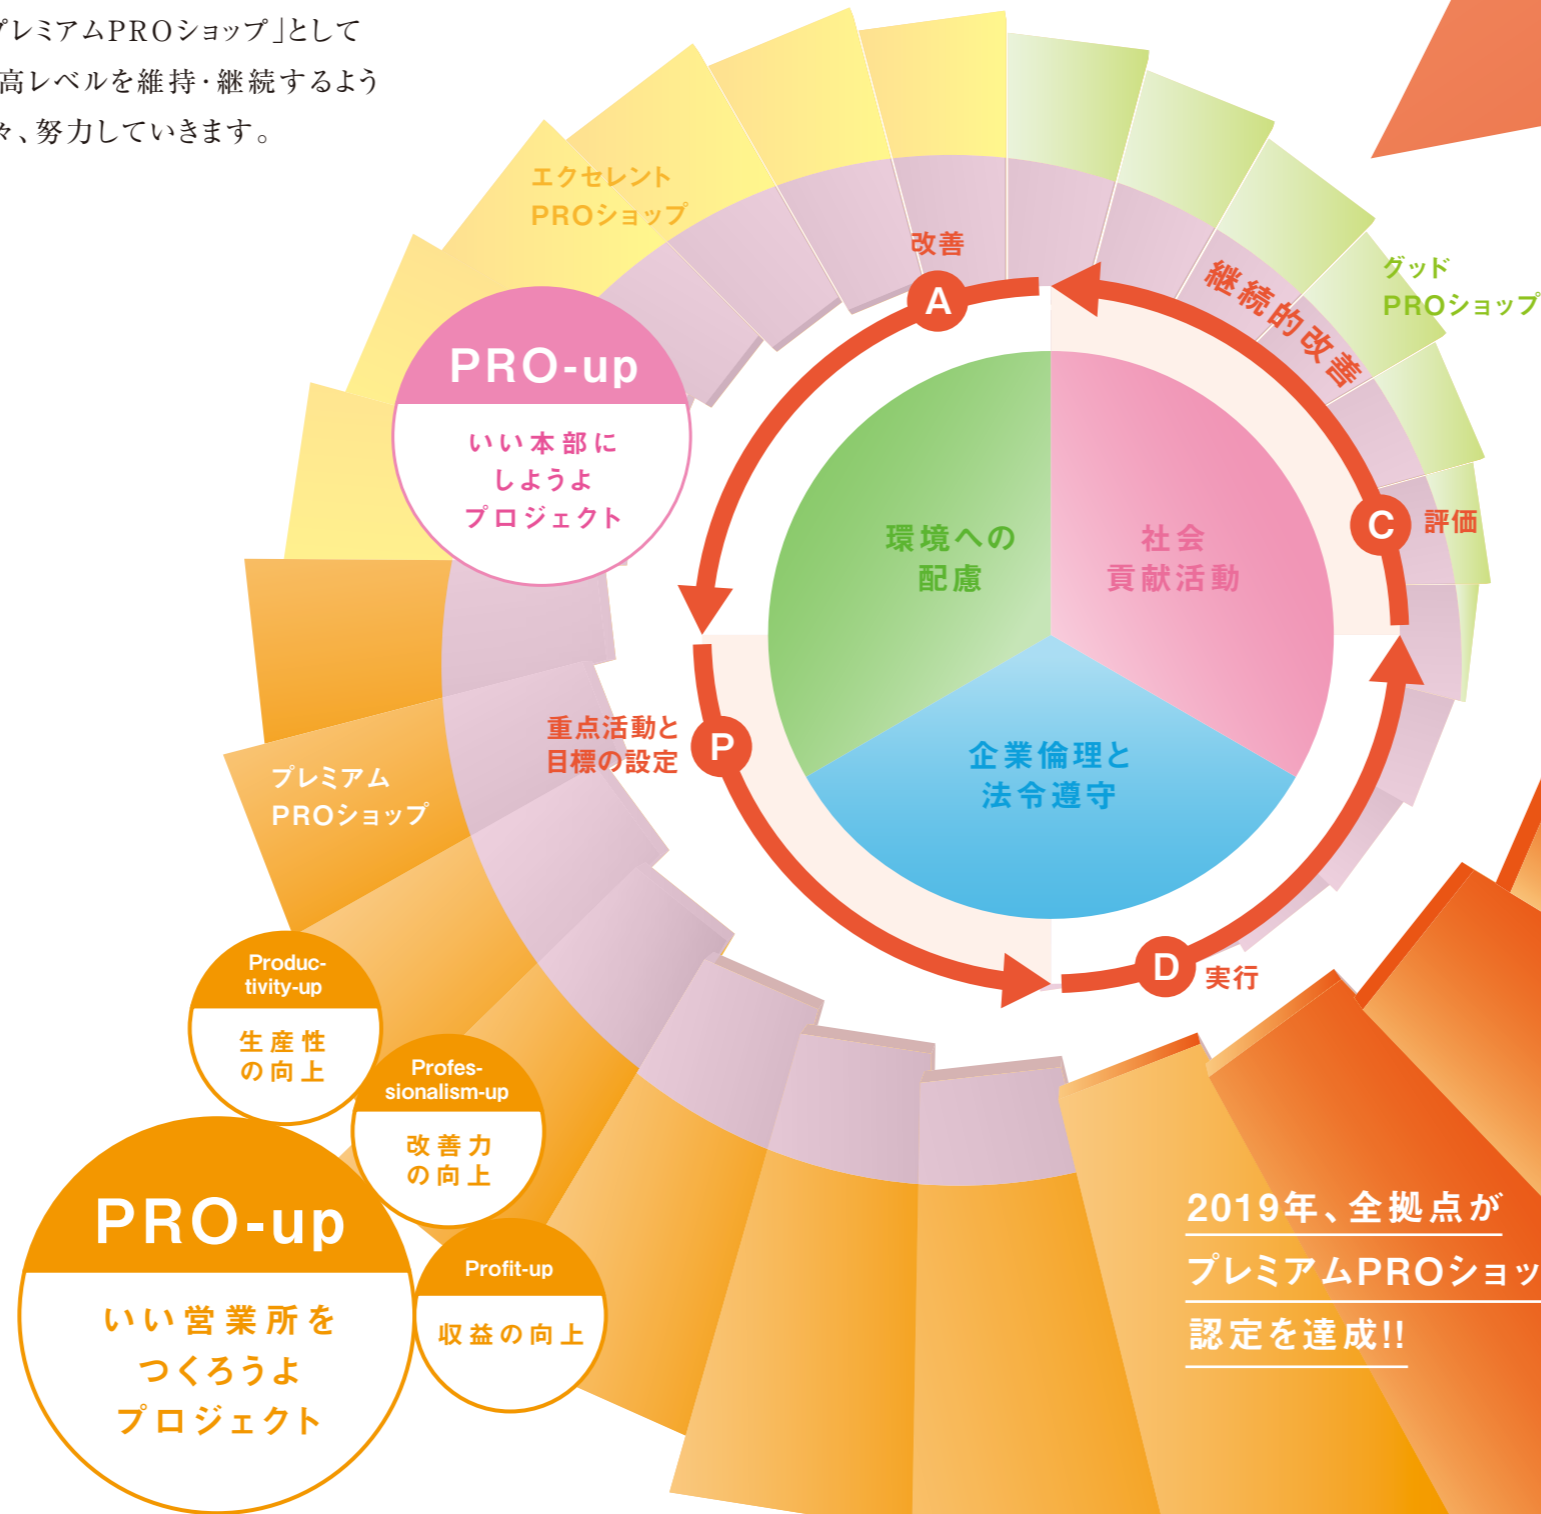 プレミアムPROショップ」として
高レベルを維持・継続するよう
々、努力していきます。
エクセレント
PROショップ
改善
A
継続的改善
グッド
PROショップ
PRO-up
いい本部に
しようよ
プロジェクト
環境への
配慮
社会
貢献活動
C
評価
企業倫理と
法令遵守
重点活動と
目標の設定
P
プレミアム
PROショップ
D
実行
Produc-
tivity-up
生産性
の向上
Profes-
sionalism-up
改善力
の向上
PRO-up
いい営業所を
つくろうよ
プロジェクト
Profit-up
収益の向上
2019年、全拠点が
プレミアムPROショッ
認定を達成!!